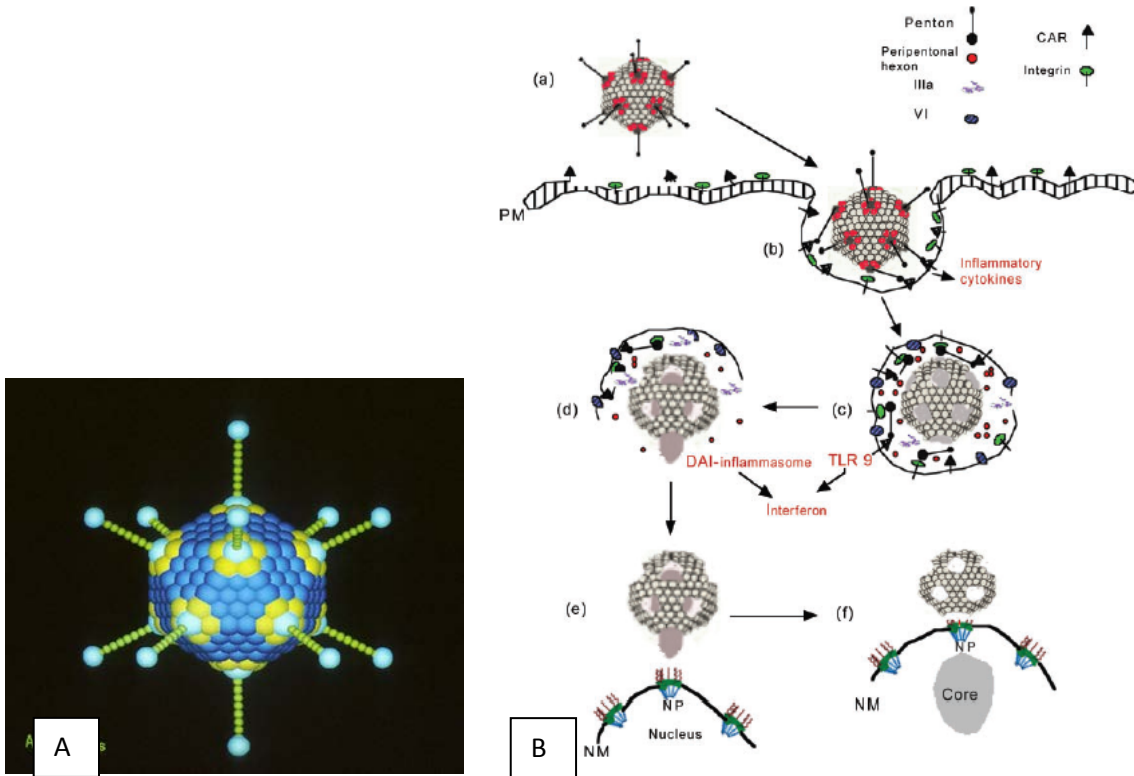 Penton
Peripentonal
hexon
IIIa
VI
CAR
Integrin
(a)
PM
(b)
Inflammatory
cytokines
(d)
(c)
DAI-inflammasome
TLR 9
Interferon
(e)
(f)
NP
NM
Nucleus
NP
NM
Core
A
B